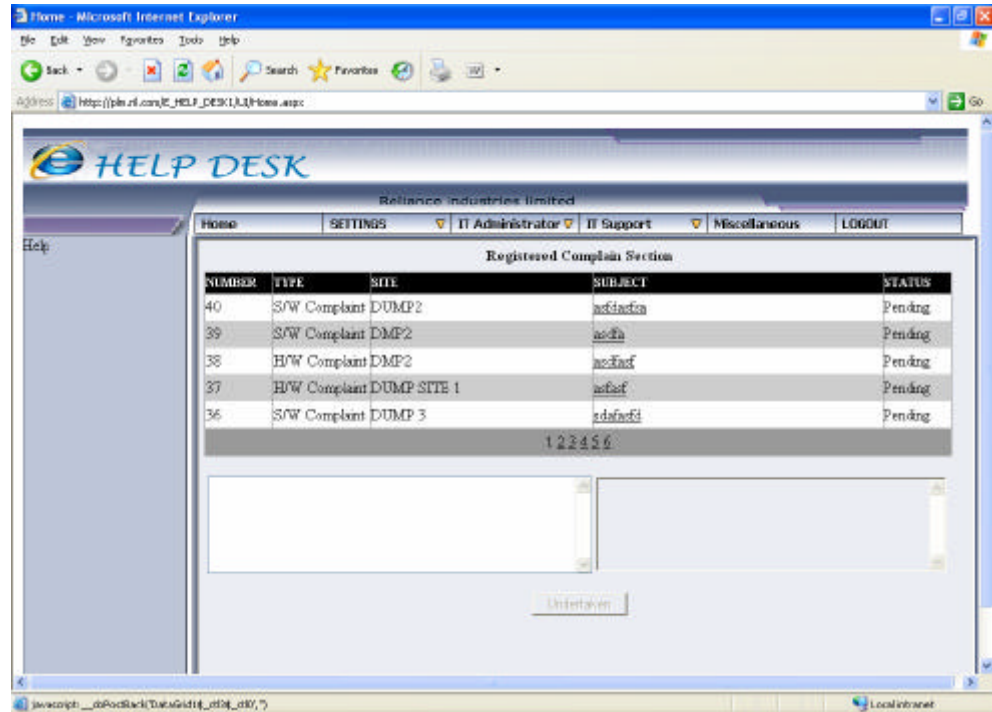 Home - Microsoft Internet Explorer
File Edit View Favorites Tools Help
Back Search Favorites
Address http://plm.ril.com/E_HELP_DESK1/UI/Home.aspx Go
HELP DESK
Reliance Industries limited
Home SETTINGS IT Administrator IT Support Miscellaneous LOGOUT
Help
Registered Complain Section
NUMBER TYPE SITE SUBJECT STATUS
40 S/W Complaint DUMP2 Pending
39 S/W Complaint DMP2 asdfa Pending
38 H/W Complaint DMP2 asdfasf Pending
37 H/W Complaint DUMP SITE 1 asfasf Pending
36 S/W Complaint DUMP 3 sdafasfd Pending
1 2 3 4 5 6
Undertaken
Local intranet